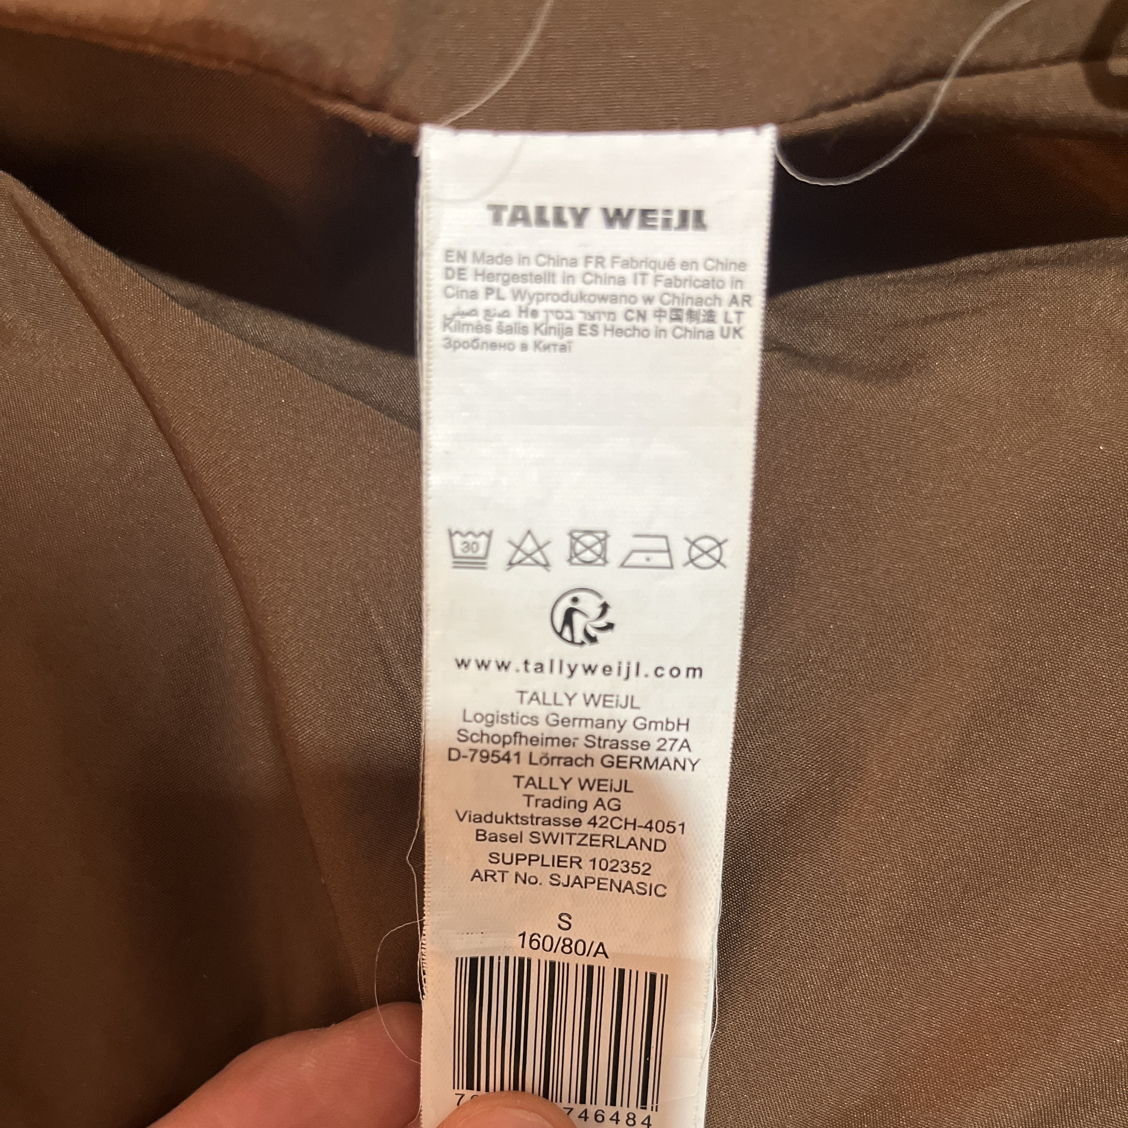 TALLY WEiJL
EN Made in China FR Fabriqué en Chine
DE Hergestellt in China IT Fabricato in
Cina PL Wyprodukowano w Chinach AR
صنع صيني He מיוצר בסין CN 中国制造 LT
Kilmės šalis Kinija ES Hecho in China UK
Зроблено в Китаї
30
www.tallyweijl.com
TALLY WEiJL
Logistics Germany GmbH
Schopfheimer Strasse 27A
D-79541 Lörrach GERMANY
TALLY WEiJL
Trading AG
Viaduktstrasse 42CH-4051
Basel SWITZERLAND
SUPPLIER 102352
ART No. SJAPENASIC
S
160/80/A
746484